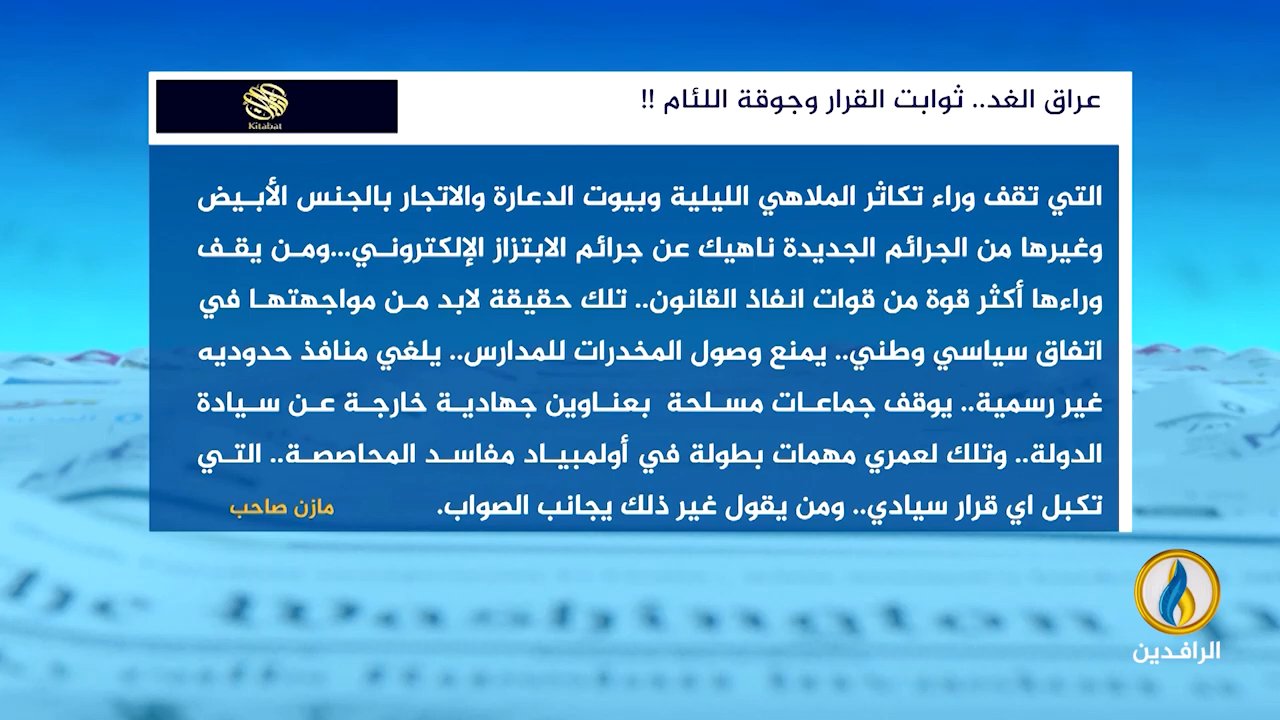 عراق الغد.. ثوابت القرار وجوقة اللئام !!
Kitabat
التي تقف وراء تكاثر الملاهي الليلية وبيوت الدعارة والاتجار بالجنس الأبيض
وغيرها من الجرائم الجديدة ناهيك عن جرائم الابتزاز الإلكتروني...ومن يقف
وراءها أكثر قوة من قوات انفاذ القانون.. تلك حقيقة لابد من مواجهتها في
اتفاق سياسي وطني.. يمنع وصول المخدرات للمدارس.. يلغي منافذ حدوديه
غير رسمية.. يوقف جماعات مسلحة بعناوين جهادية خارجة عن سيادة
الدولة.. وتلك لعمري مهمات بطولة في أولمبياد مفاسد المحاصصة.. التي
تكبل اي قرار سيادي.. ومن يقول غير ذلك يجانب الصواب.
مازن صاحب
الرافدين